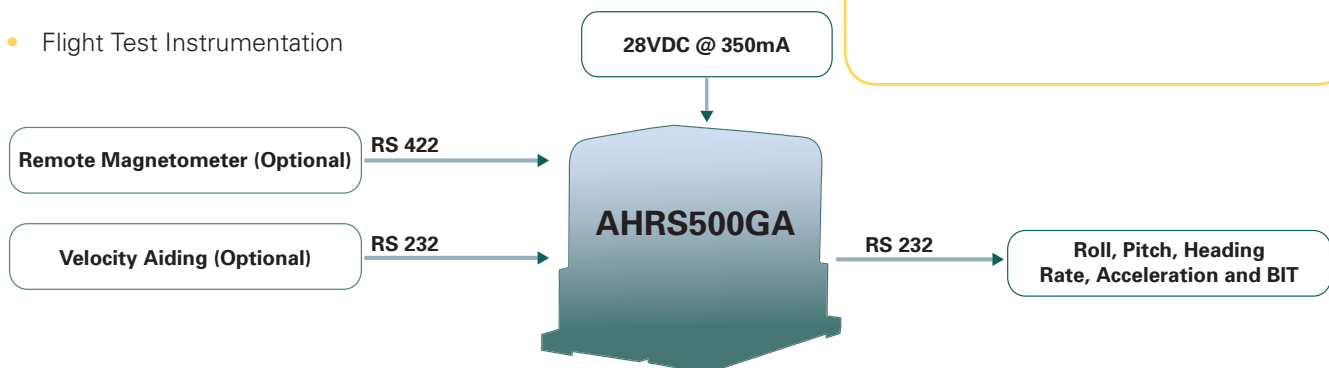 • Flight Test Instrumentation
28VDC @ 350mA
Remote Magnetometer (Optional)
RS 422
AHRS500GA
Velocity Aiding (Optional)
RS 232
RS 232
Roll, Pitch, Heading
Rate, Acceleration and BIT